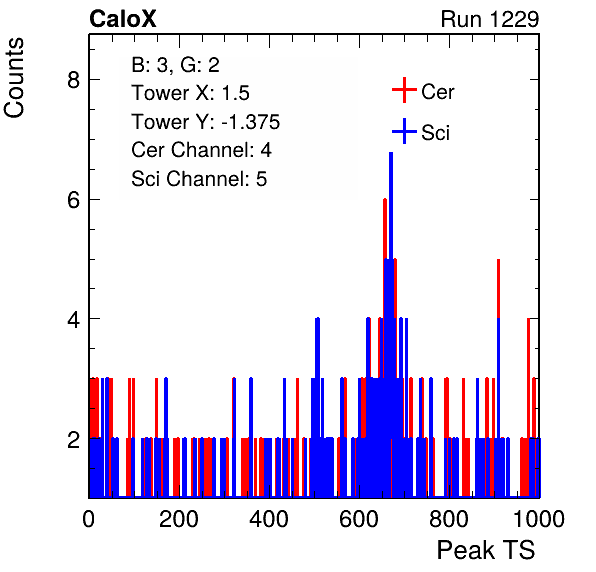 CaloX
Run 1229
Counts
B: 3, G: 2
Tower X: 1.5
Tower Y: -1.375
Cer Channel: 4
Sci Channel: 5
Cer
Sci
8
6
4
2
0 200 400 600 800 1000
Peak TS